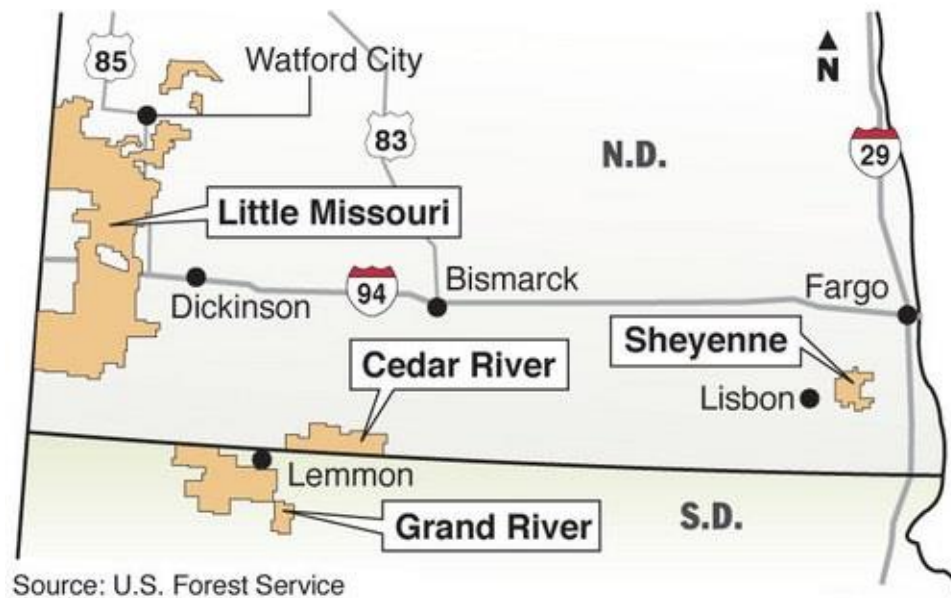 85
Watford City
N
83
N.D.
29
Little Missouri
Dickinson
94
Bismarck
Fargo
Sheyenne
Cedar River
Lisbon
Lemmon
Grand River
S.D.
Source: U.S. Forest Service